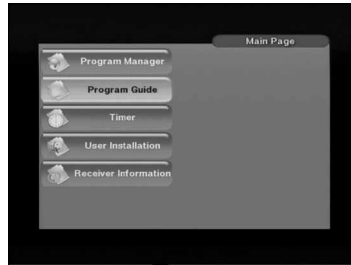 Main Page
Program Manager
Program Guide
Timer
User Installation
Receiver Information